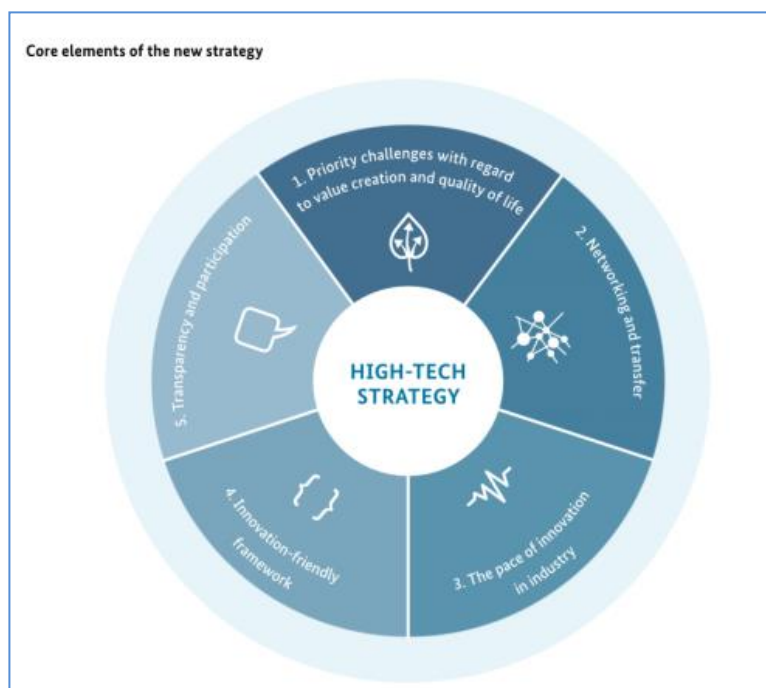 Core elements of the new strategy
1. Priority challenges with regard
to value creation and quality of life
2. Networking and transfer
3. The pace of innovation
in industry
4. Innovation-friendly
framework
5. Transparency and participation
HIGH-TECH
STRATEGY